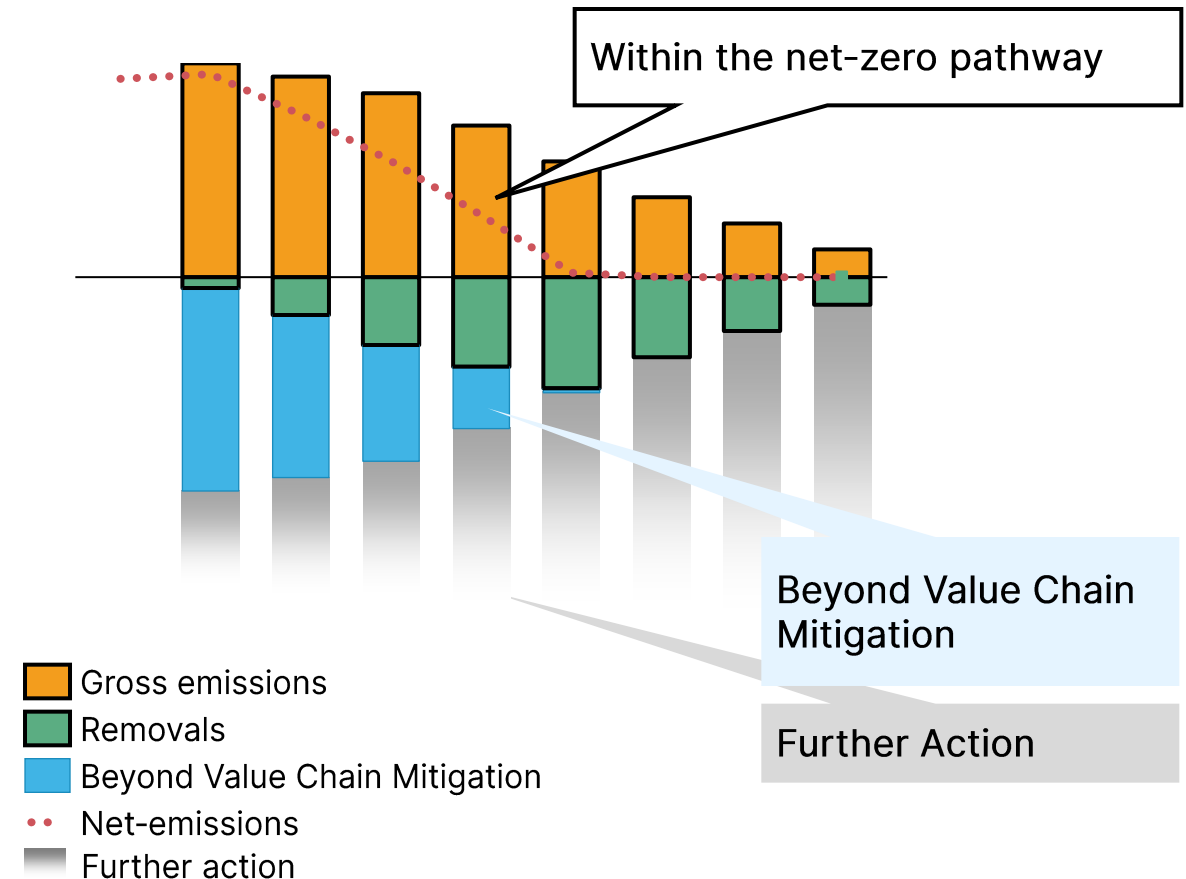 Within the net-zero pathway
Beyond Value Chain
Mitigation
Further Action
Gross emissions
Removals
Beyond Value Chain Mitigation
Net-emissions
Further action